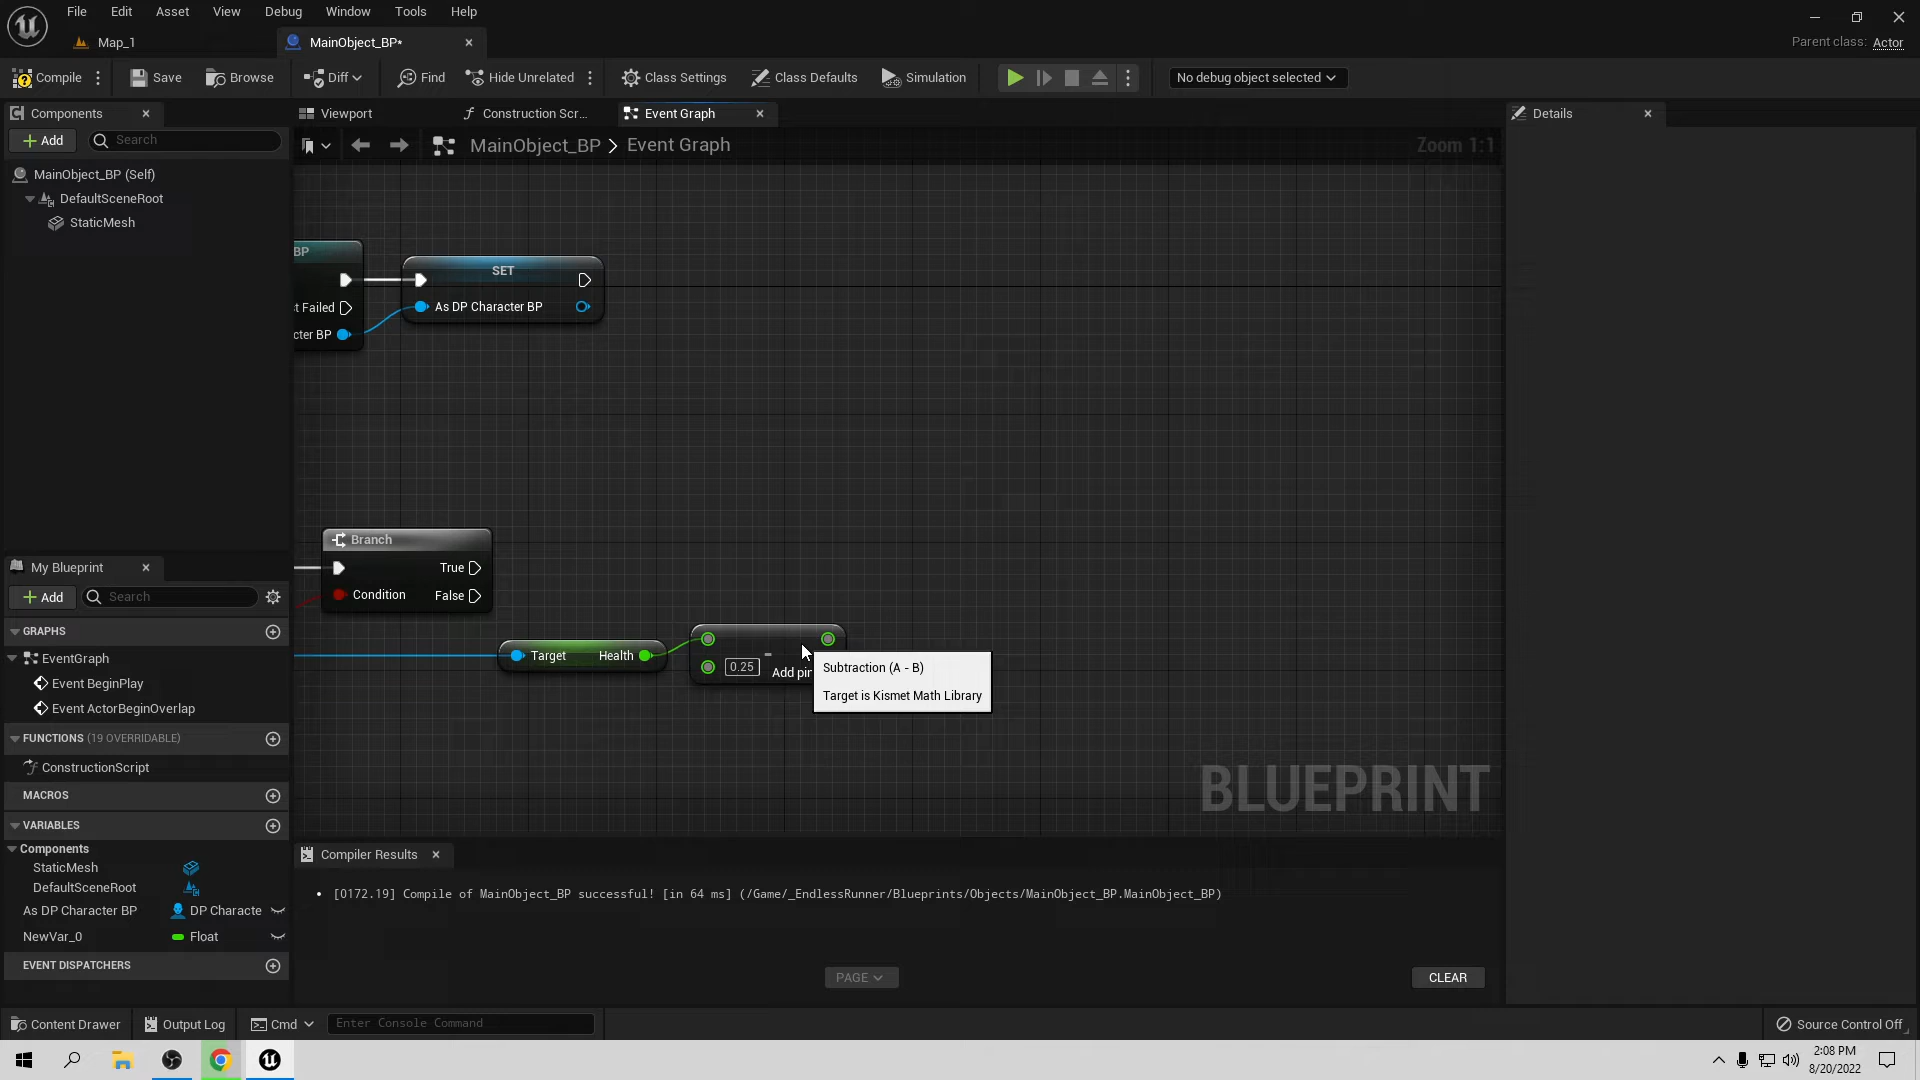 File Edit Asset View Debug Window Tools Help
Map_1
MainObject_BP*
Parent class: Actor
Compile
Save
Browse
Diff
Find
Hide Unrelated
Class Settings
Class Defaults
Simulation
No debug object selected
Components
Viewport
Construction Scr...
Event Graph
Details
Add
Search
MainObject_BP > Event Graph
Zoom 1:1
MainObject_BP (Self)
DefaultSceneRoot
StaticMesh
BP
SET
st Failed
As DP Character BP
cter BP
Branch
True
Condition
False
Target
Health
0.25
-
Add pin
Subtraction (A - B)
Target is Kismet Math Library
BLUEPRINT
My Blueprint
Add
Search
GRAPHS
EventGraph
Event BeginPlay
Event ActorBeginOverlap
FUNCTIONS (19 OVERRIDABLE)
ConstructionScript
MACROS
VARIABLES
Components
StaticMesh
DefaultSceneRoot
As DP Character BP
DP Characte
NewVar_0
Float
EVENT DISPATCHERS
Compiler Results
[0172.19] Compile of MainObject_BP successful! [in 64 ms] (/Game/_EndlessRunner/Blueprints/Objects/MainObject_BP.MainObject_BP)
PAGE
CLEAR
Content Drawer
Output Log
Cmd
Enter Console Command
Source Control Off
2:08 PM
8/20/2022